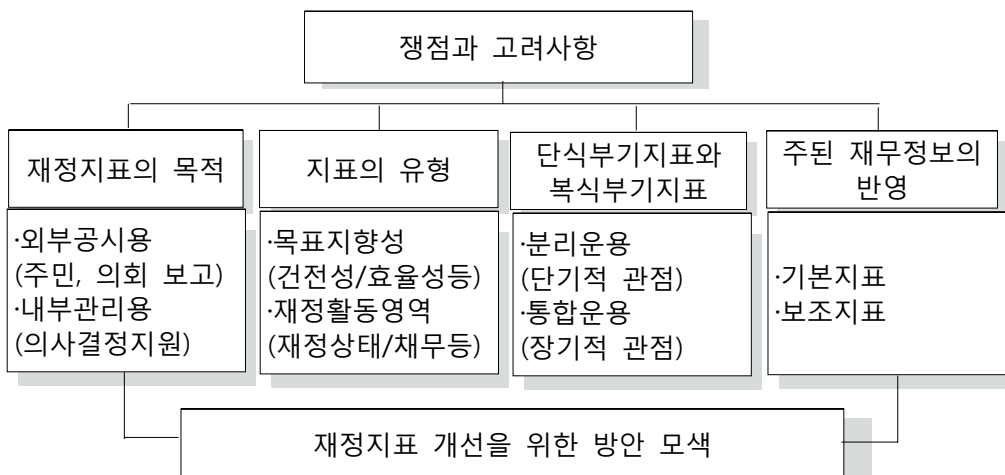 쟁점과 고려사항
재정지표의 목적
·외부공시용
(주민, 의회 보고)
·내부관리용
(의사결정지원)
지표의 유형
·목표지향성
(건전성/효율성등)
·재정활동영역
(재정상태/채무등)
단식부기지표와
복식부기지표
·분리운용
(단기적 관점)
·통합운용
(장기적 관점)
주된 재무정보의
반영
·기본지표
·보조지표
재정지표 개선을 위한 방안 모색